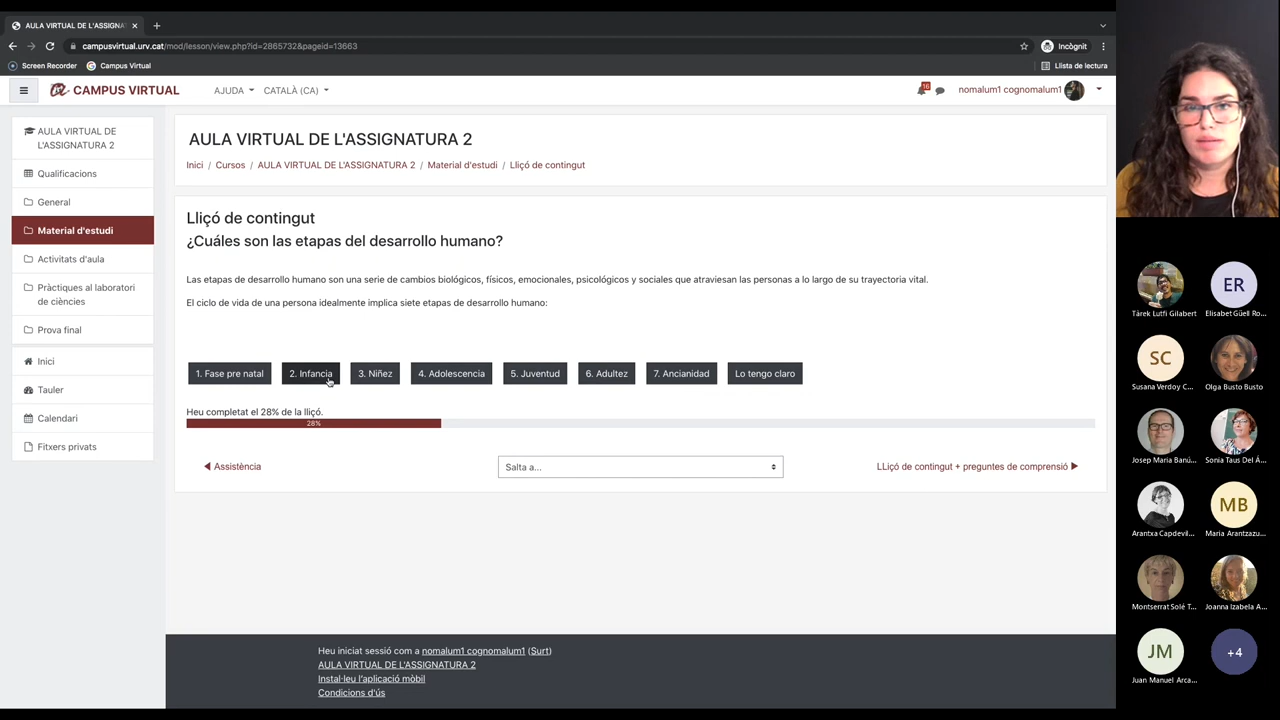 AULA VIRTUAL DE L'ASSIGNA
campusvirtual.urv.cat/mod/lesson/view.php?id=2865732&pageid=13663
Incògnit
Screen Recorder
Campus Virtual
Llista de lectura
CAMPUS VIRTUAL
AJUDA
CATALÀ (CA)
16
nomalum1 cognomalum1
AULA VIRTUAL DE
L'ASSIGNATURA 2
Qualificacions
General
Material d'estudi
Activitats d'aula
Pràctiques al laboratori
de ciències
Prova final
Inici
Tauler
Calendari
Fitxers privats
AULA VIRTUAL DE L'ASSIGNATURA 2
Inici / Cursos / AULA VIRTUAL DE L'ASSIGNATURA 2 / Material d'estudi / Lliçó de contingut
Lliçó de contingut
¿Cuáles son las etapas del desarrollo humano?
Las etapas de desarrollo humano son una serie de cambios biológicos, físicos, emocionales, psicológicos y sociales que atraviesan las personas a lo largo de su trayectoria vital.
El ciclo de vida de una persona idealmente implica siete etapas de desarrollo humano:
1. Fase pre natal
2. Infancia
3. Niñez
4. Adolescencia
5. Juventud
6. Adultez
7. Ancianidad
Lo tengo claro
Heu completat el 28% de la lliçó.
28%
Assistència
Salta a...
LLiçó de contingut + preguntes de comprensió
Heu iniciat sessió com a nomalum1 cognomalum1 (Surt)
AULA VIRTUAL DE L'ASSIGNATURA 2
Instal·leu l'aplicació mòbil
Condicions d'ús
Tàrek Lutfi Gilabert
ER
Elisabet Güell Ro...
SC
Susana Verdoy C...
Olga Busto Busto
Josep Maria Banú...
Sonia Taus Del Á...
Arantxa Capdevil...
MB
Maria Arantzazu...
Montserrat Solé T...
Joanna Izabela A...
JM
Juan Manuel Arca...
+4